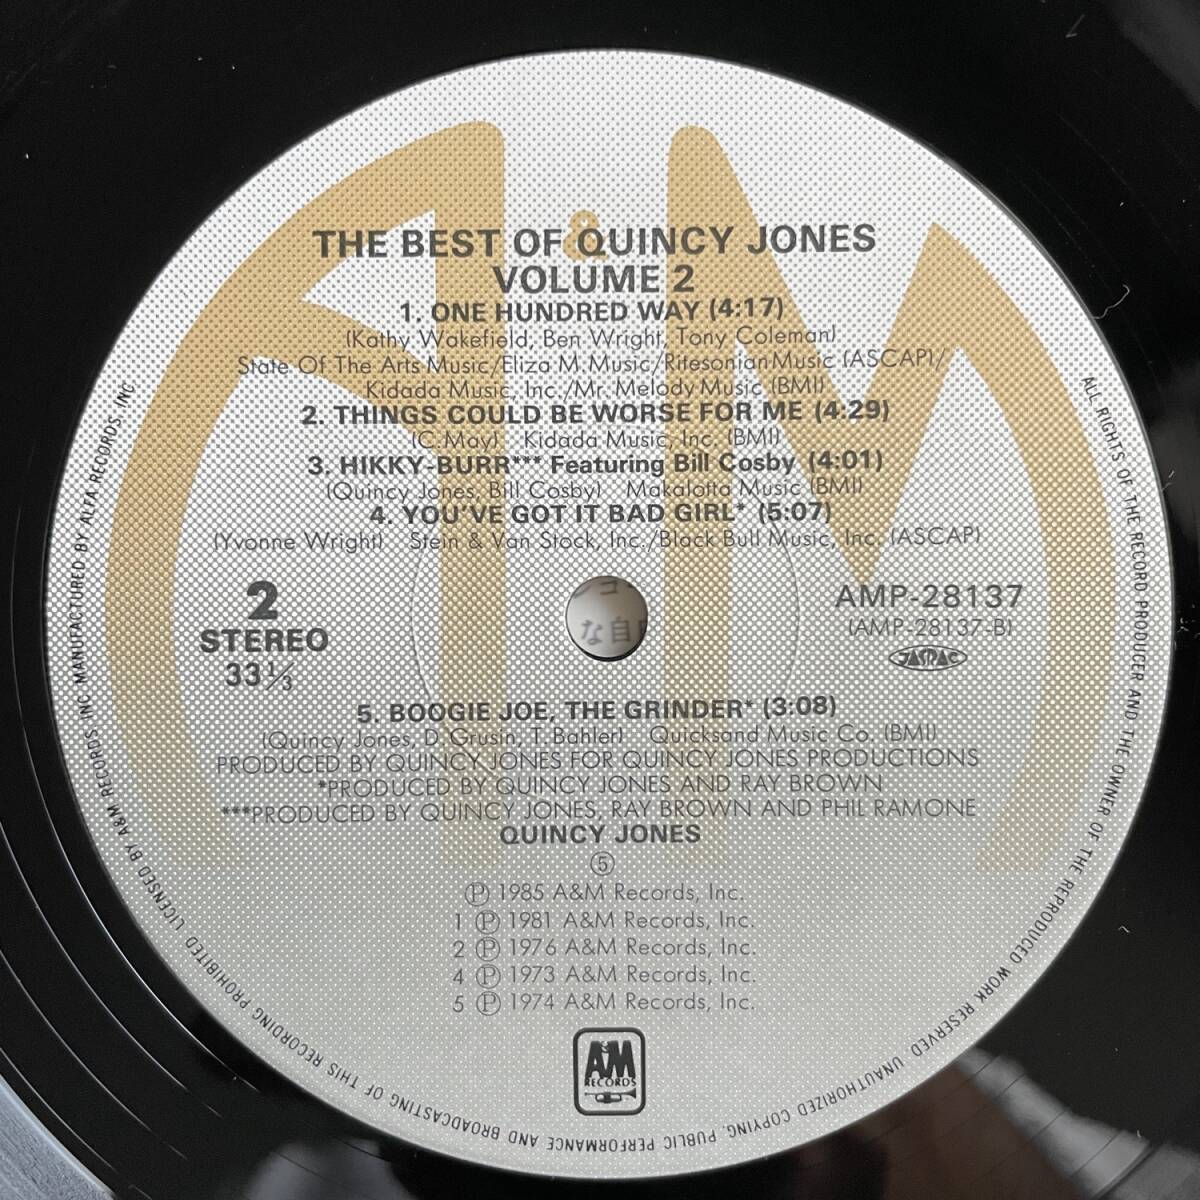 &
THE BEST OF QUINCY JONES
VOLUME 2
1. ONE HUNDRED WAY (4:17)
(Kathy Wakefield, Ben Wright, Tony Coleman)
State Of The Arts Music/Eliza M.Music/Ritesonian Music (ASCAP)/
Kidada Music, Inc./Mr. Melody Music (BMI)
2. THINGS COULD BE WORSE FOR ME (4:29)
(C.May) Kidada Music, Inc. (BMI)
3. HIKKY-BURR*** Featuring Bill Cosby (4:01)
(Quincy Jones, Bill Cosby) Makalotta Music (BMI)
4. YOU'VE GOT IT BAD GIRL* (5:07)
(Yvonne Wright) Stein & Van Stock, Inc./Black Bull Music, Inc. (ASCAP)
2
STEREO
33 1/3
な自
AMP-28137
(AMP-28137-B)
JASRAC
5. BOOGIE JOE, THE GRINDER* (3:08)
(Quincy Jones, D. Grusin, T. Bahler) Quicksand Music Co. (BMI)
PRODUCED BY QUINCY JONES FOR QUINCY JONES PRODUCTIONS
*PRODUCED BY QUINCY JONES AND RAY BROWN
***PRODUCED BY QUINCY JONES, RAY BROWN AND PHIL RAMONE
QUINCY JONES
⑤
Ⓟ 1985 A&M Records, Inc.
1 Ⓟ 1981 A&M Records, Inc.
2 Ⓟ 1976 A&M Records, Inc.
4 Ⓟ 1973 A&M Records, Inc.
5 Ⓟ 1974 A&M Records, Inc.
A&M
RECORDS
ALL RIGHTS OF THE RECORD PRODUCER AND THE OWNER OF THE REPRODUCED WORK RESERVED UNAUTHORIZED COPYING, PUBLIC PERFORMANCE AND BROADCASTING OF THIS RECORDING PROHIBITED LICENSED BY A&M RECORDS INC MANUFACTURED BY ALFA RECORDS, INC